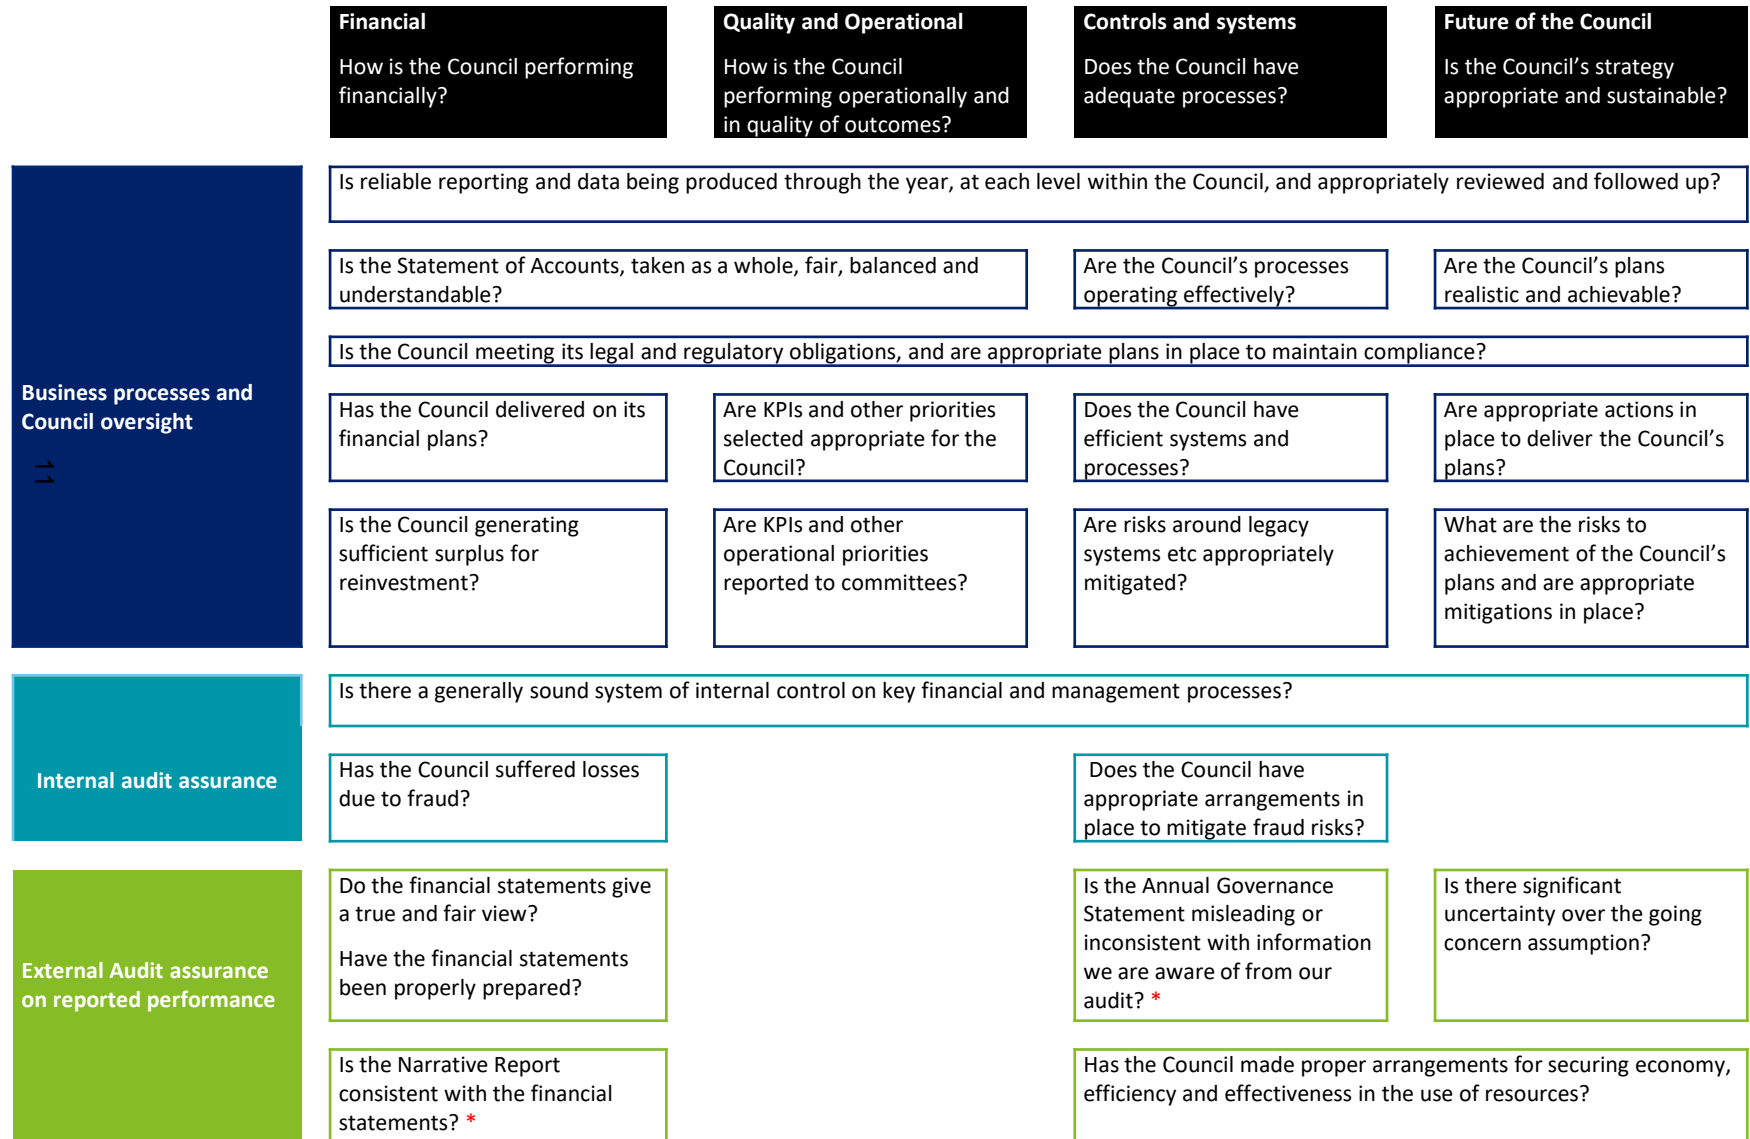 Financial
How is the Council performing
financially?
Quality and Operational
How is the Council
performing operationally and
in quality of outcomes?
Controls and systems
Does the Council have
adequate processes?
Future of the Council
Is the Council’s strategy
appropriate and sustainable?
Business processes and
Council oversight
11
Is reliable reporting and data being produced through the year, at each level within the Council, and appropriately reviewed and followed up?
Is the Statement of Accounts, taken as a whole, fair, balanced and
understandable?
Are the Council’s processes
operating effectively?
Are the Council’s plans
realistic and achievable?
Is the Council meeting its legal and regulatory obligations, and are appropriate plans in place to maintain compliance?
Has the Council delivered on its
financial plans?
Are KPIs and other priorities
selected appropriate for the
Council?
Does the Council have
efficient systems and
processes?
Are appropriate actions in
place to deliver the Council’s
plans?
Is the Council generating
sufficient surplus for
reinvestment?
Are KPIs and other
operational priorities
reported to committees?
Are risks around legacy
systems etc appropriately
mitigated?
What are the risks to
achievement of the Council’s
plans and are appropriate
mitigations in place?
Internal audit assurance
Is there a generally sound system of internal control on key financial and management processes?
Has the Council suffered losses
due to fraud?
Does the Council have
appropriate arrangements in
place to mitigate fraud risks?
External Audit assurance
on reported performance
Do the financial statements give
a true and fair view?
Have the financial statements
been properly prepared?
Is the Annual Governance
Statement misleading or
inconsistent with information
we are aware of from our
audit? *
Is there significant
uncertainty over the going
concern assumption?
Is the Narrative Report
consistent with the financial
statements? *
Has the Council made proper arrangements for securing economy,
efficiency and effectiveness in the use of resources?